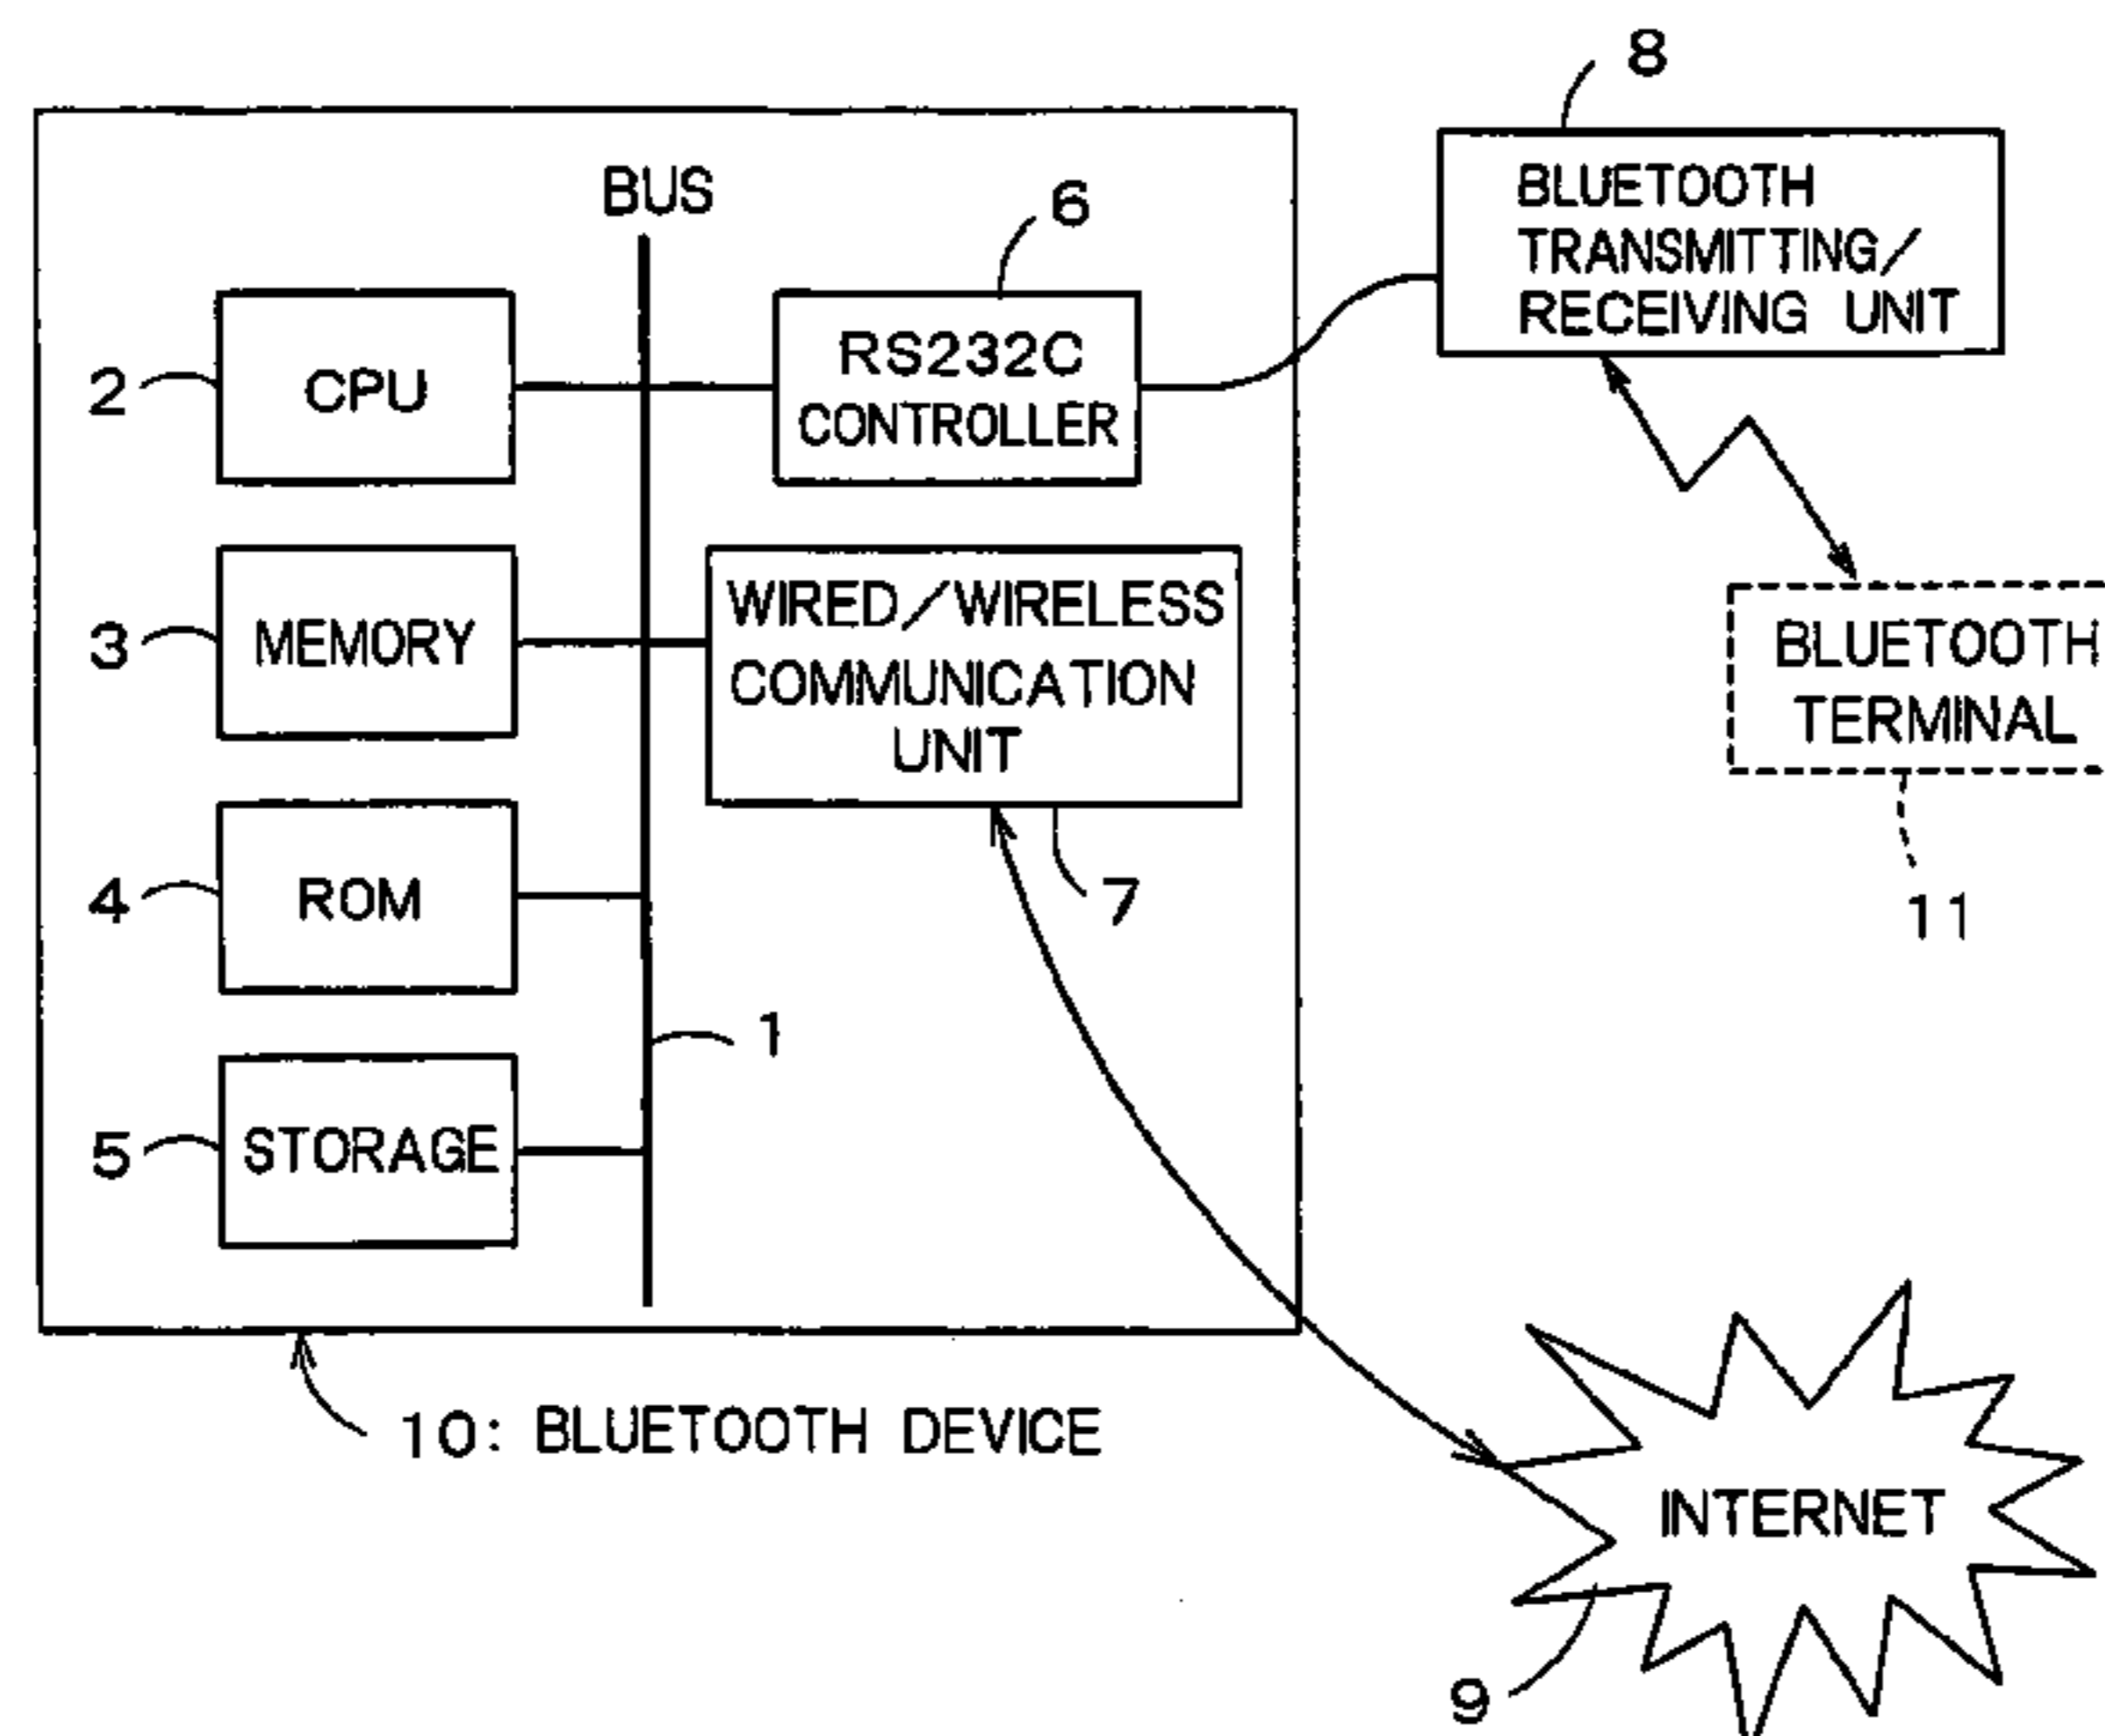 8
BUS
6
BLUETOOTH
TRANSMITTING/
RECEIVING UNIT
2
CPU
RS232C
CONTROLLER
3
MEMORY
WIRED/WIRELESS
COMMUNICATION
UNIT
BLUETOOTH
TERMINAL
4
ROM
7
11
1
5
STORAGE
10: BLUETOOTH DEVICE
INTERNET
9